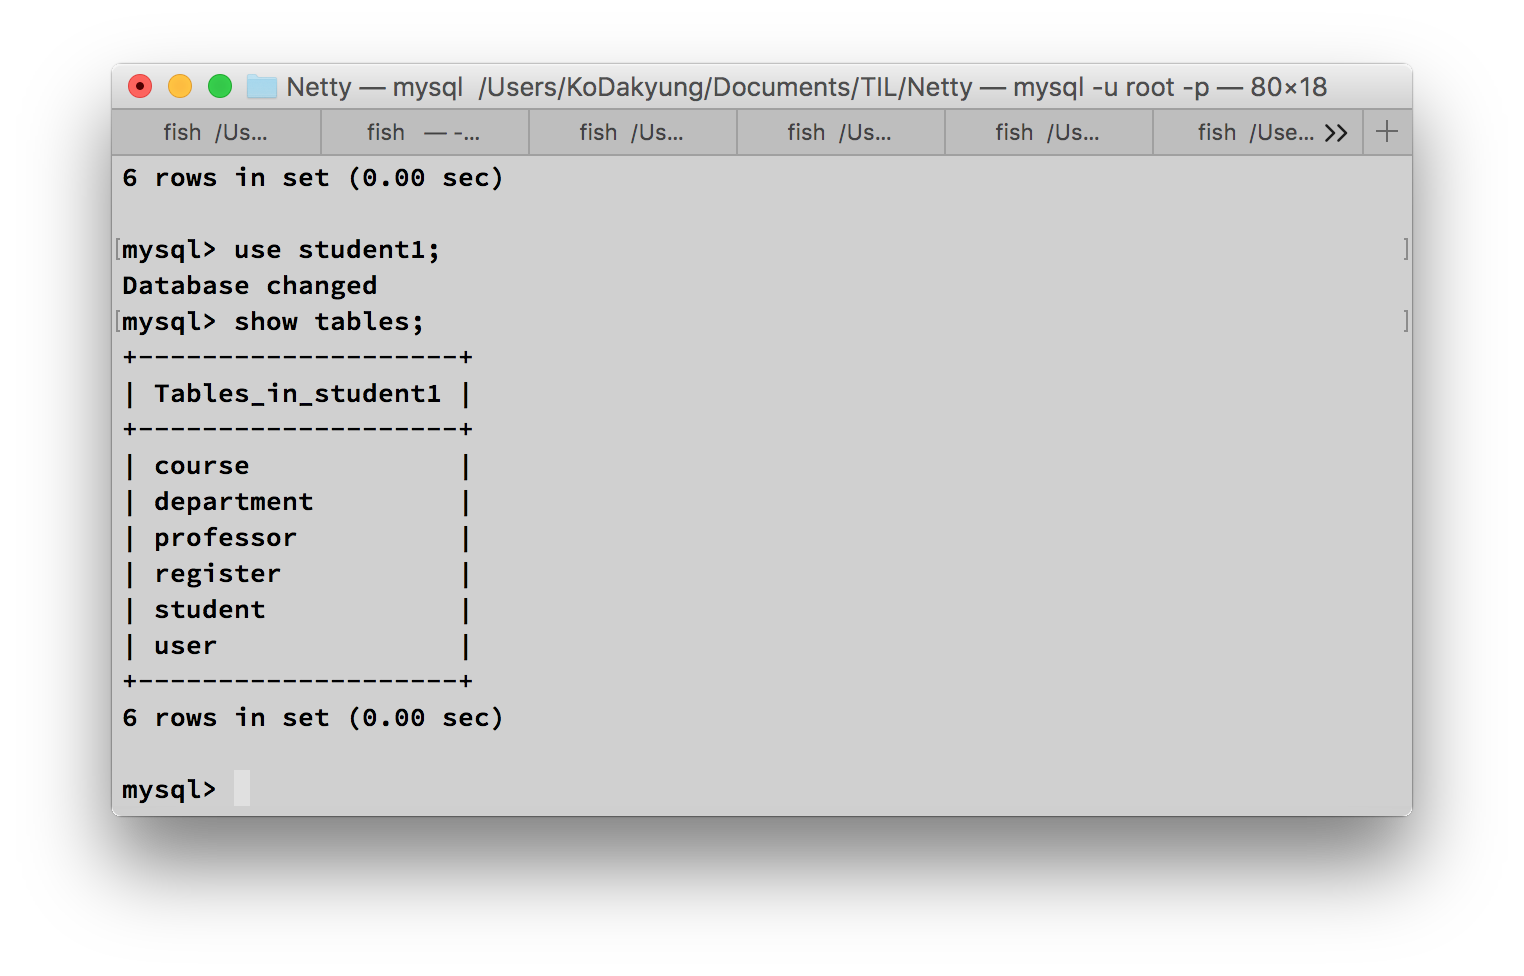 Netty — mysql  /Users/KoDakyung/Documents/TIL/Netty — mysql -u root -p — 80×18
fish  /Us...  fish  — -...  fish  /Us...  fish  /Us...  fish  /Us...  fish  /Use... >> +
6 rows in set (0.00 sec)
[mysql> use student1; ]
Database changed
[mysql> show tables; ]
+--------------------+
| Tables_in_student1 |
+--------------------+
| course             |
| department         |
| professor          |
| register           |
| student            |
| user               |
+--------------------+
6 rows in set (0.00 sec)
mysql>